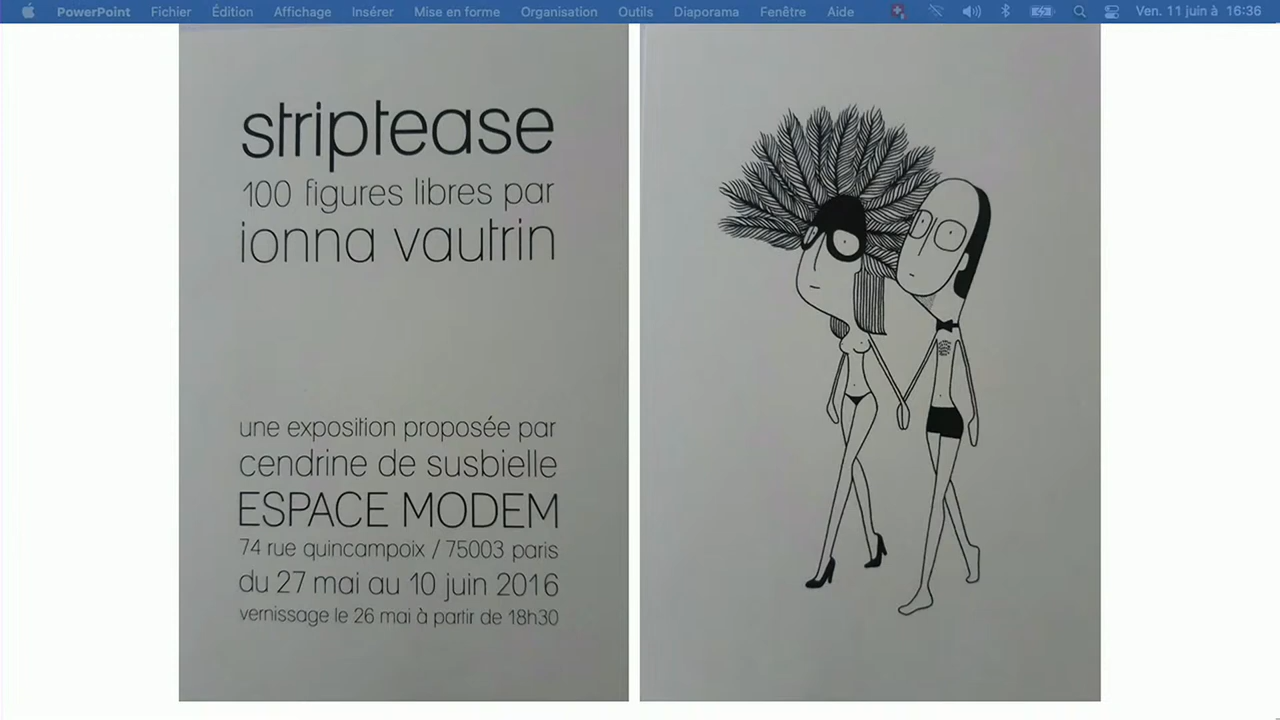 PowerPoint Fichier Édition Affichage Insérer Mise en forme Organisation Outils Diaporama Fenêtre Aide Ven. 11 juin à 16:36
striptease
100 figures libres par
ionna vautrin
une exposition proposée par
cendrine de susbielle
ESPACE MODEM
74 rue quincampoix / 75003 paris
du 27 mai au 10 juin 2016
vernissage le 26 mai à partir de 18h30